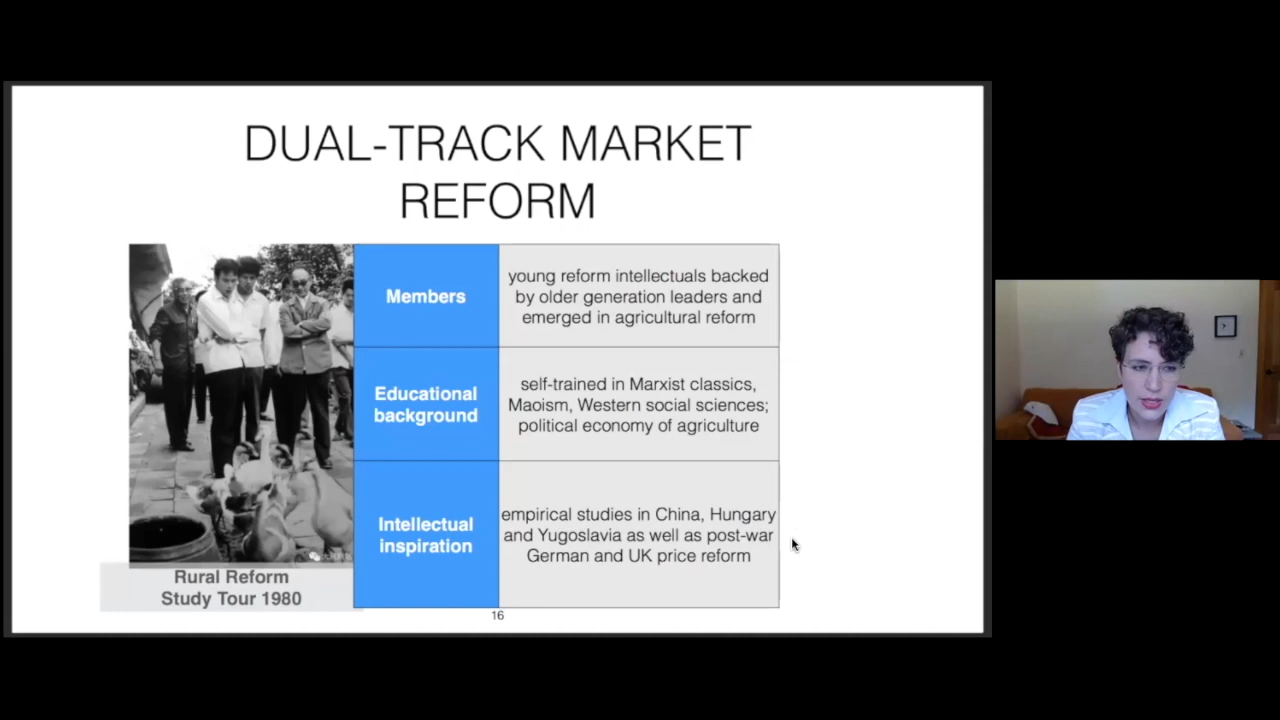 DUAL-TRACK MARKET
REFORM
Members
young reform intellectuals backed
by older generation leaders and
emerged in agricultural reform
Educational
background
self-trained in Marxist classics,
Maoism, Western social sciences;
political economy of agriculture
Intellectual
inspiration
empirical studies in China, Hungary
and Yugoslavia as well as post-war
German and UK price reform
Rural Reform
Study Tour 1980
16